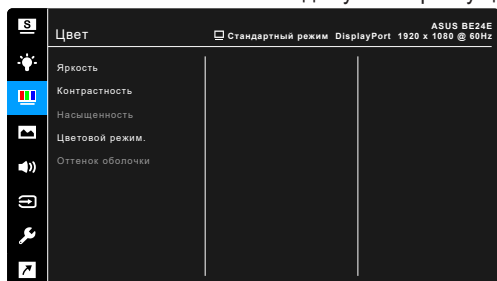 S
ASUS BE24E
Цвет
Стандартный режим DisplayPort 1920 x 1080 @ 60Hz
Яркость
Контрастность
Насыщенность
Цветовой режим.
Оттенок оболочки